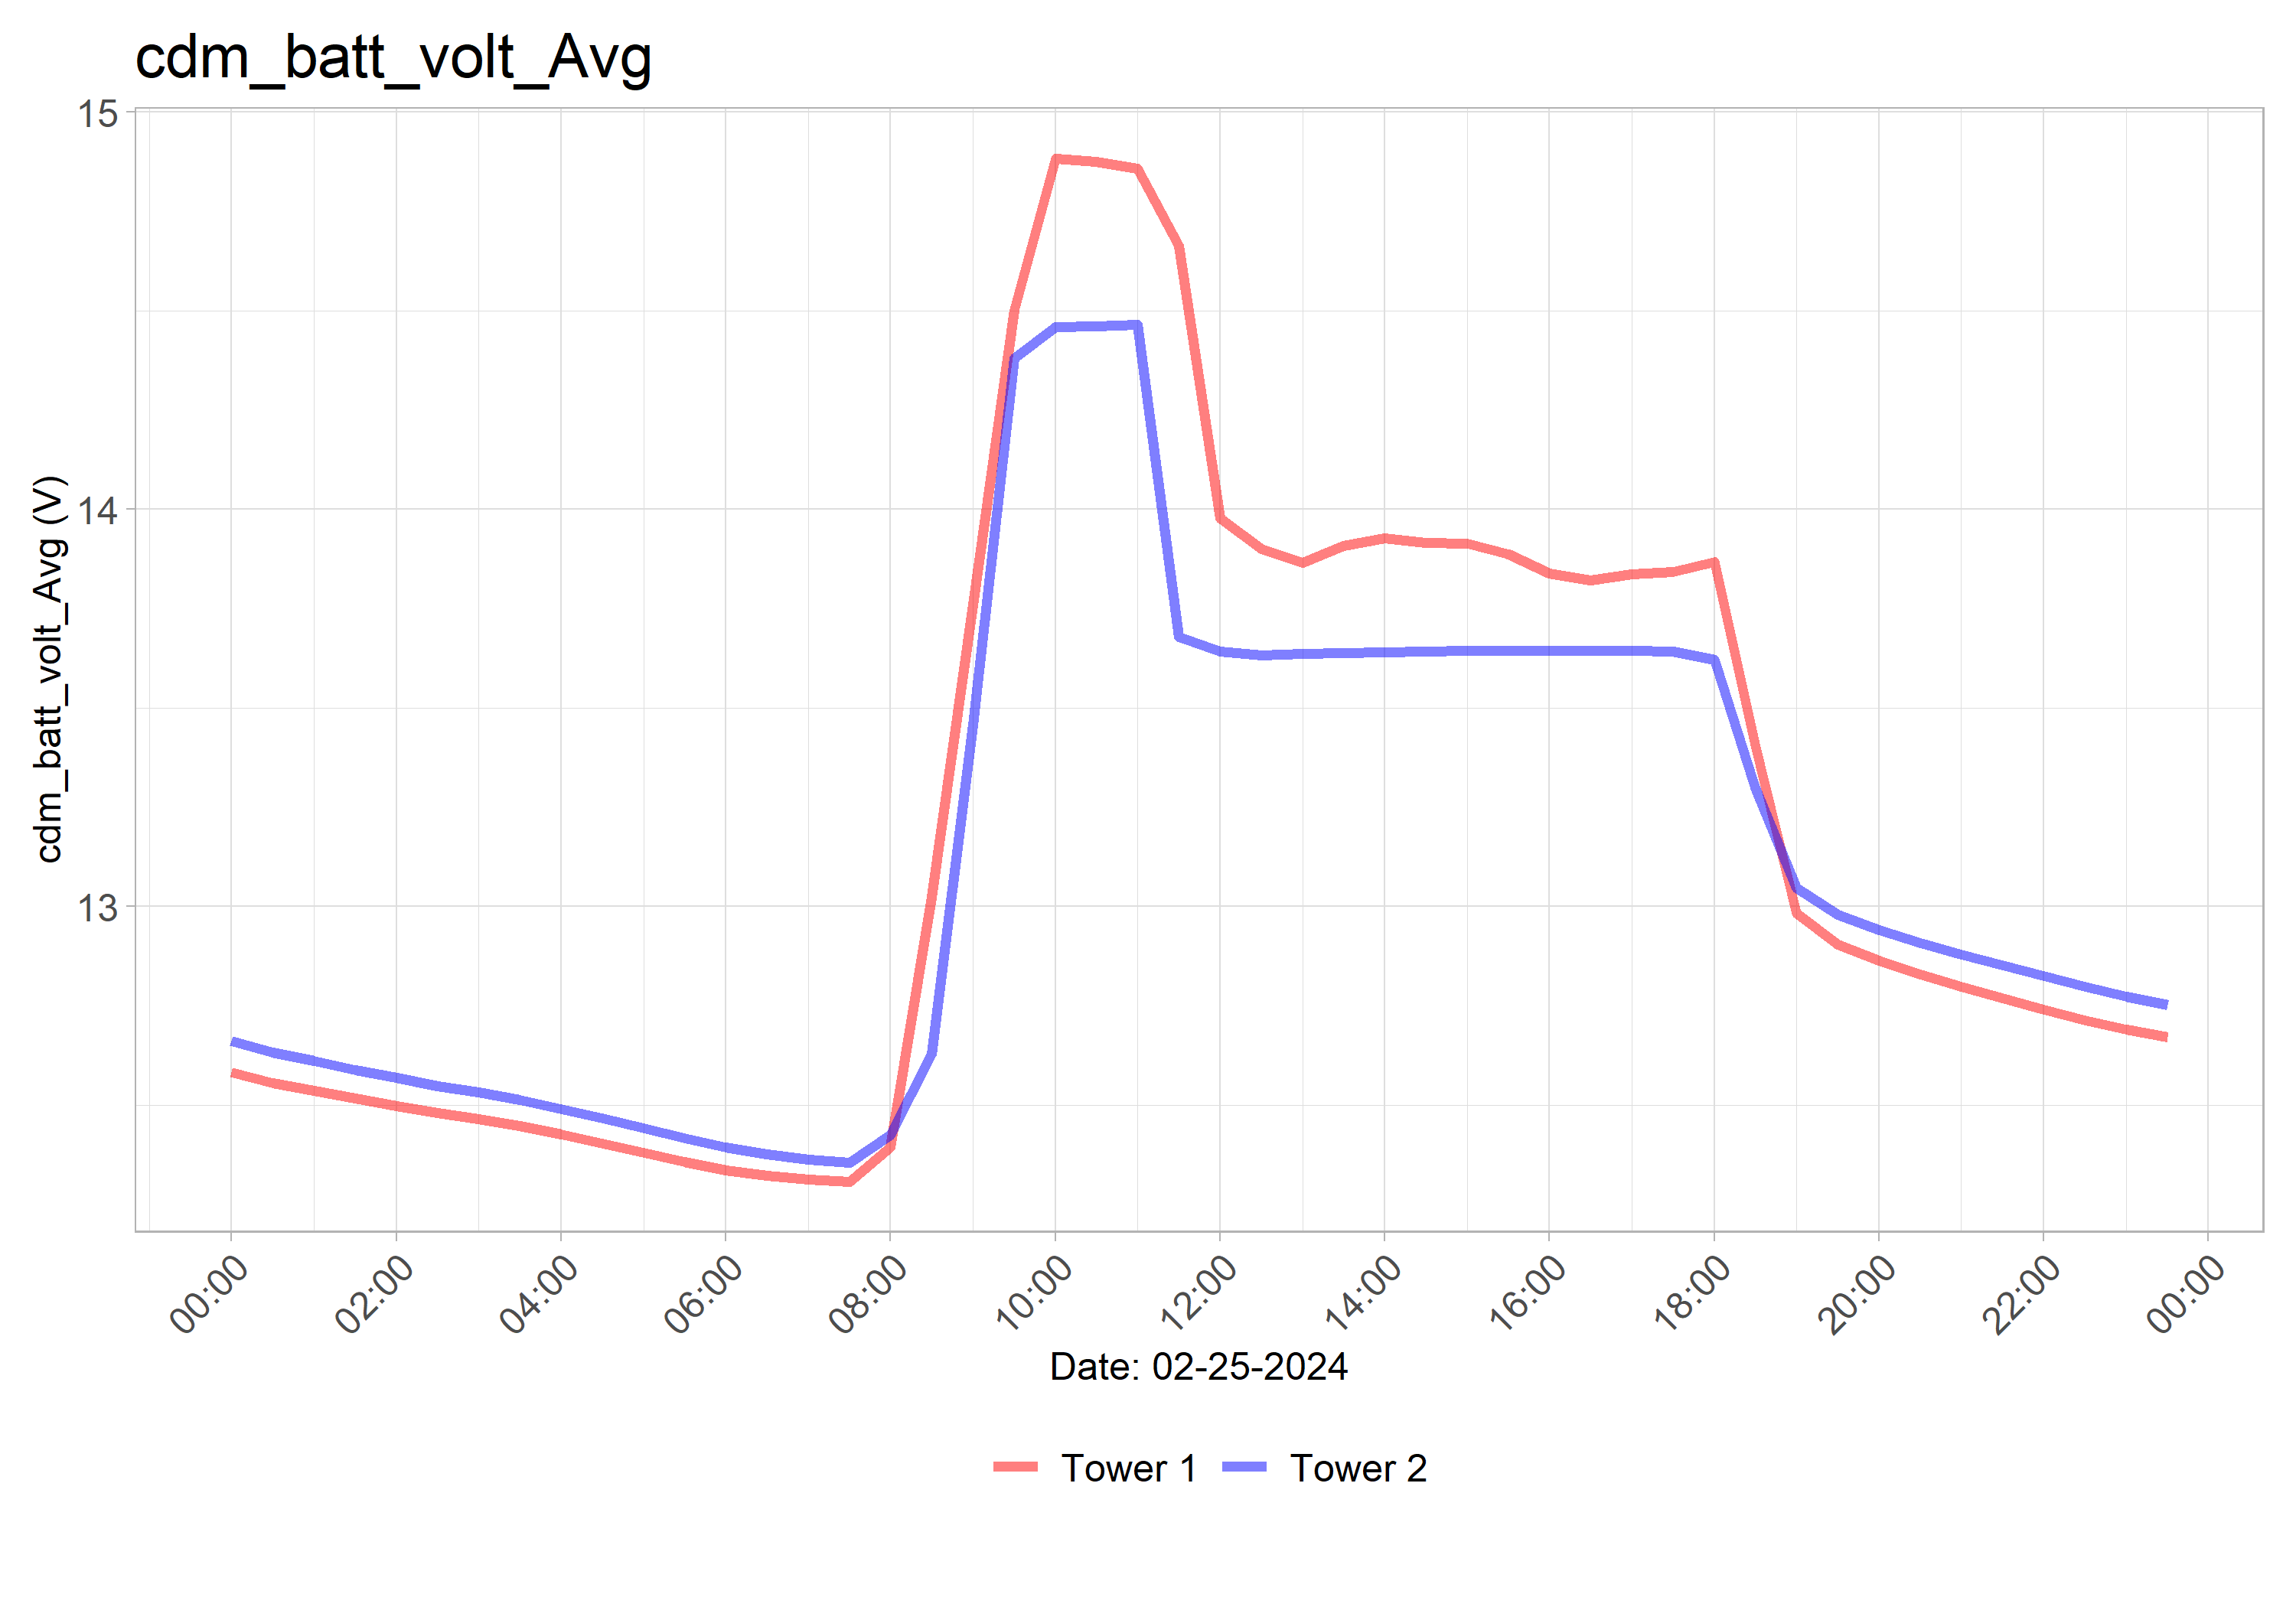 cdm_batt_volt_Avg
15
14
13
cdm_batt_volt_Avg (V)
00:00 02:00 04:00 06:00 08:00 10:00 12:00 14:00 16:00 18:00 20:00 22:00 00:00
Date: 02-25-2024
Tower 1 Tower 2